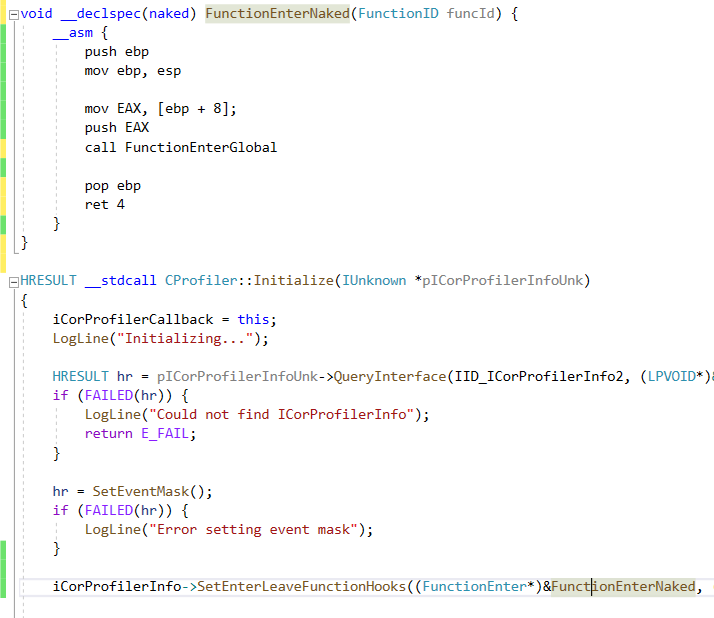 void __declspec(naked) FunctionEnterNaked(FunctionID funcId) {
    __asm {
        push ebp
        mov ebp, esp

        mov EAX, [ebp + 8];
        push EAX
        call FunctionEnterGlobal

        pop ebp
        ret 4
    }
}

HRESULT __stdcall CProfiler::Initialize(IUnknown *pICorProfilerInfoUnk)
{
    iCorProfilerCallback = this;
    LogLine("Initializing...");

    HRESULT hr = pICorProfilerInfoUnk->QueryInterface(IID_ICorProfilerInfo2, (LPVOID*)&
    if (FAILED(hr)) {
        LogLine("Could not find ICorProfilerInfo");
        return E_FAIL;
    }

    hr = SetEventMask();
    if (FAILED(hr)) {
        LogLine("Error setting event mask");
    }

    iCorProfilerInfo->SetEnterLeaveFunctionHooks((FunctionEnter*)&FunctionEnterNaked,